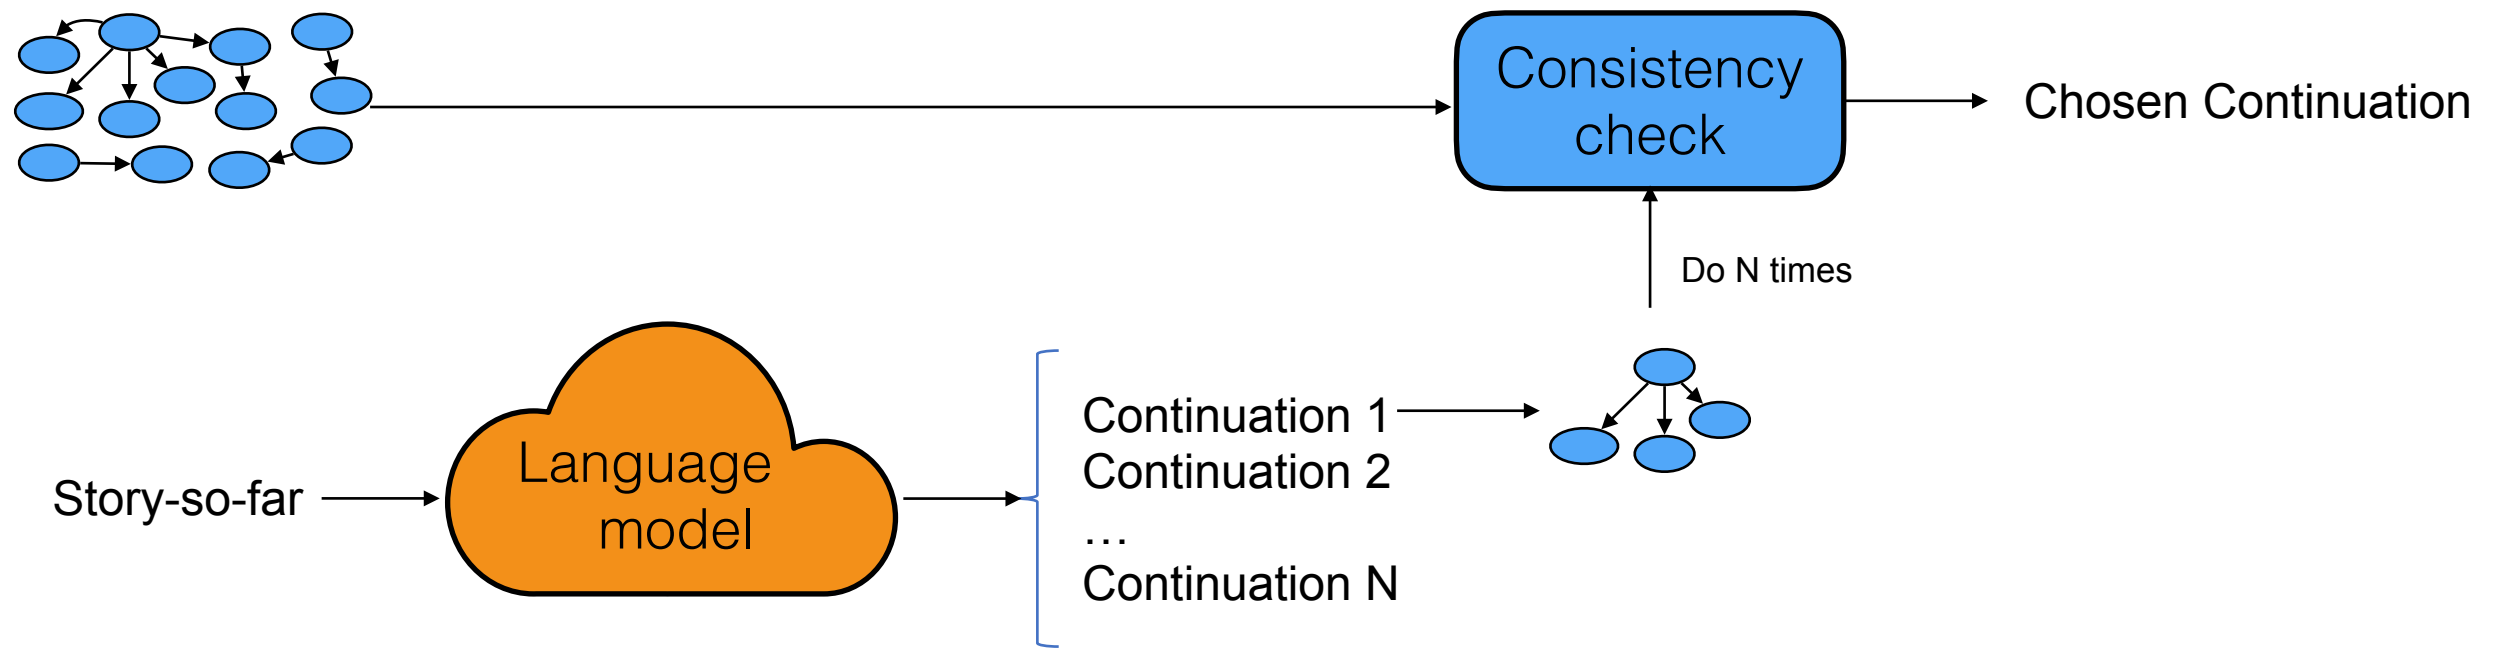 Consistency
check
Chosen Continuation
Do N times
Language
model
Story-so-far
Continuation 1
Continuation 2
…
Continuation N